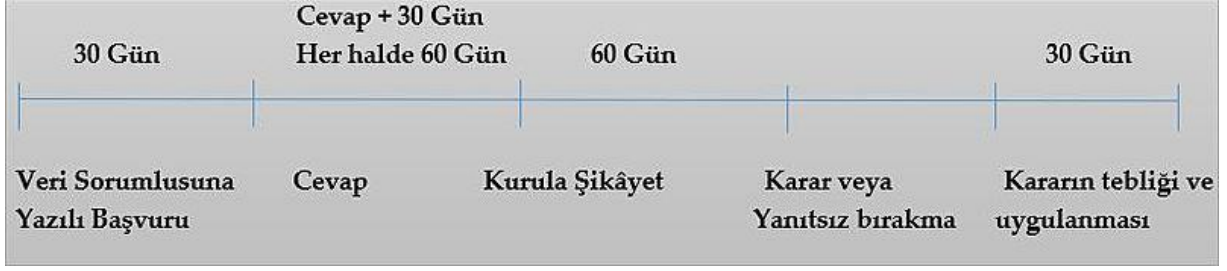 Cevap + 30 Gün
30 Gün Her halde 60 Gün 60 Gün 30 Gün
Veri Sorumlusuna Cevap Kurula Şikâyet Karar veya Kararın tebliği ve
Yazılı Başvuru Yanıtsız bırakma uygulanması